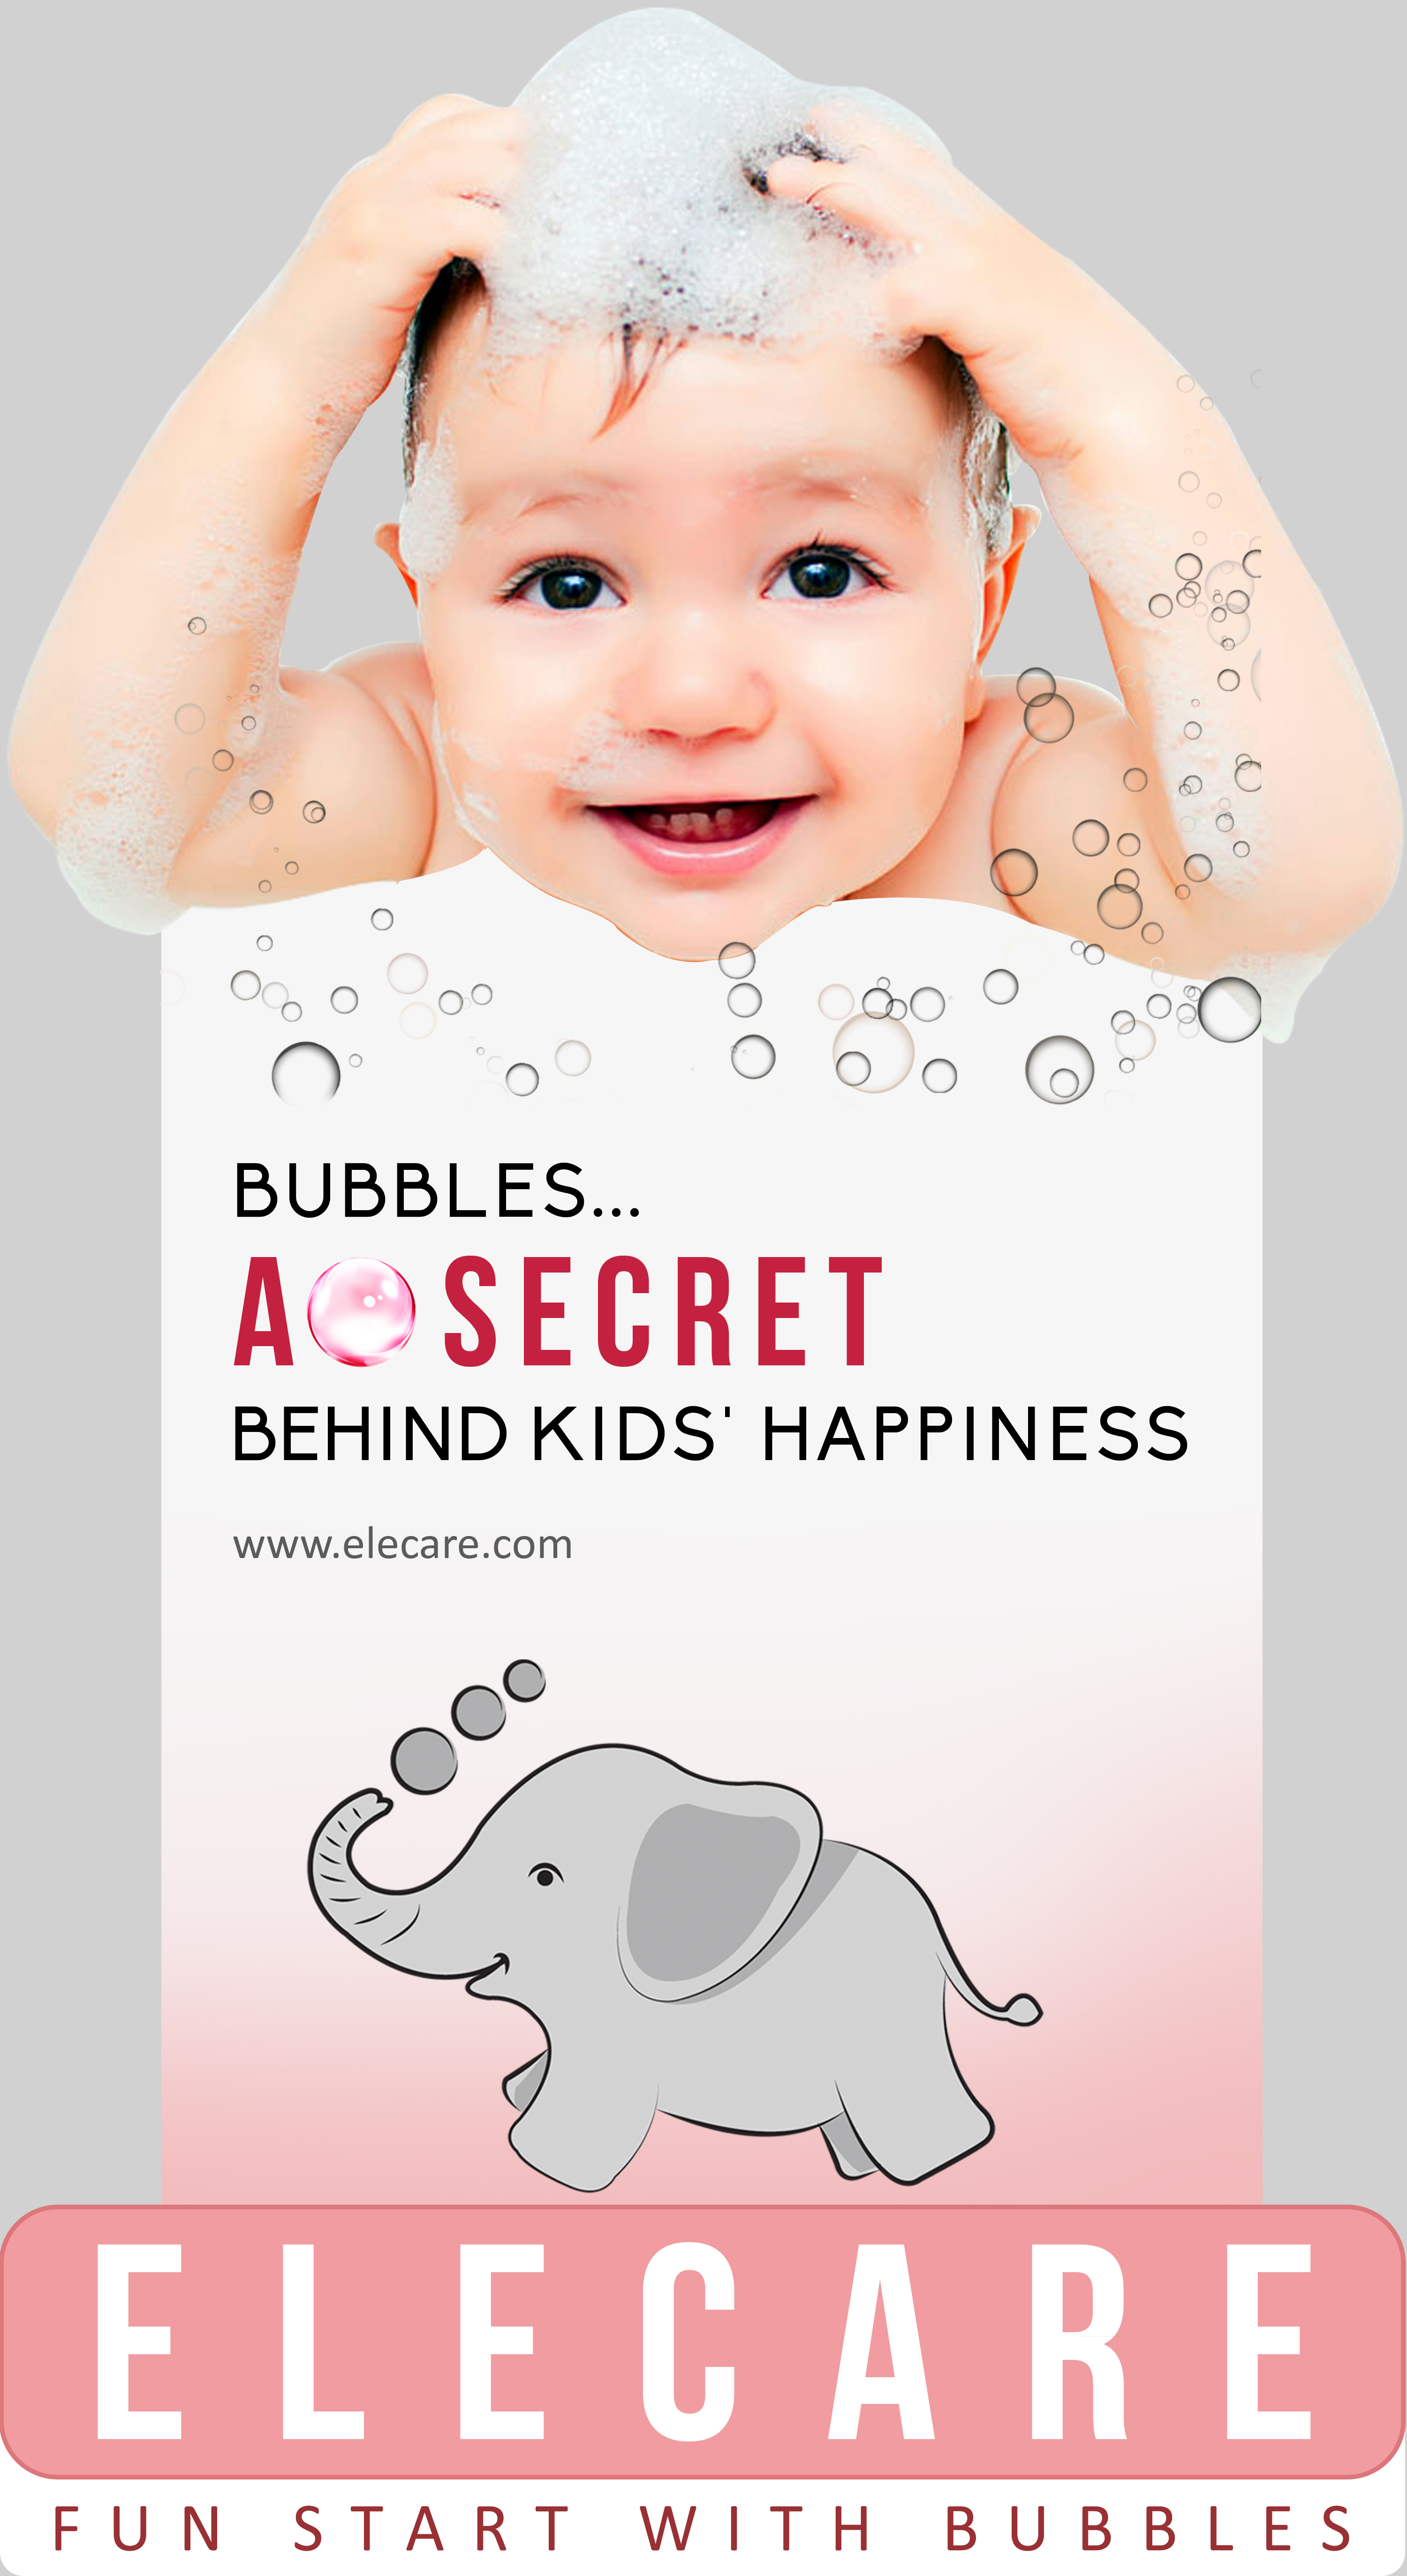 BUBBLES...
A SECRET
BEHIND KIDS' HAPPINESS
www.elecare.com
ELECARE
FUN START WITH BUBBLES